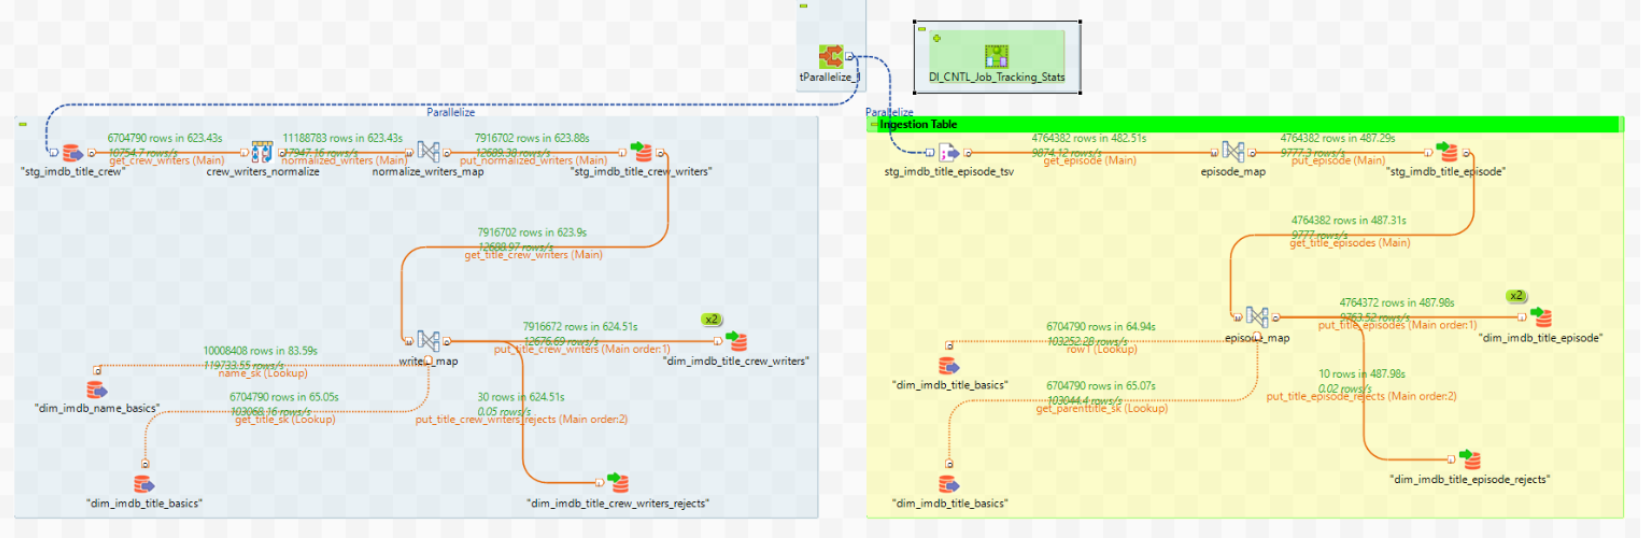 tParallelize_1
DI_CNTL_Job_Tracking_Stats
Parallelize
Parallelize
Ingestion Table
6704790 rows in 623.43s
10754.7 rows/s
get_crew_writers (Main)
11188783 rows in 623.43s
17947.16 rows/s
normalized_writers (Main)
7916702 rows in 623.88s
12689.38 rows/s
put_normalized_writers (Main)
"stg_imdb_title_crew"
crew_writers_normalize
normalize_writers_map
"stg_imdb_title_crew_writers"
7916702 rows in 623.9s
12688.97 rows/s
get_title_crew_writers (Main)
7916672 rows in 624.51s
12676.69 rows/s
put_title_crew_writers (Main order:1)
x2
"dim_imdb_title_crew_writers"
writers_map
10008408 rows in 83.59s
119733.55 rows/s
name_sk (Lookup)
"dim_imdb_name_basics"
6704790 rows in 65.05s
103068.16 rows/s
get_title_sk (Lookup)
30 rows in 624.51s
0.05 rows/s
put_title_crew_writers_rejects (Main order:2)
"dim_imdb_title_basics"
"dim_imdb_title_crew_writers_rejects"
4764382 rows in 482.51s
9874.12 rows/s
get_episode (Main)
4764382 rows in 487.29s
9777.3 rows/s
put_episode (Main)
stg_imdb_title_episode_tsv
episode_map
"stg_imdb_title_episode"
4764382 rows in 487.31s
9777 rows/s
get_title_episodes (Main)
4764372 rows in 487.98s
9763.52 rows/s
put_title_episodes (Main order:1)
x2
"dim_imdb_title_episode"
episode_map
6704790 rows in 64.94s
103252.28 rows/s
row1 (Lookup)
"dim_imdb_title_basics"
6704790 rows in 65.07s
103044.4 rows/s
get_parenttitle_sk (Lookup)
10 rows in 487.98s
0.02 rows/s
put_title_episode_rejects (Main order:2)
"dim_imdb_title_basics"
"dim_imdb_title_episode_rejects"